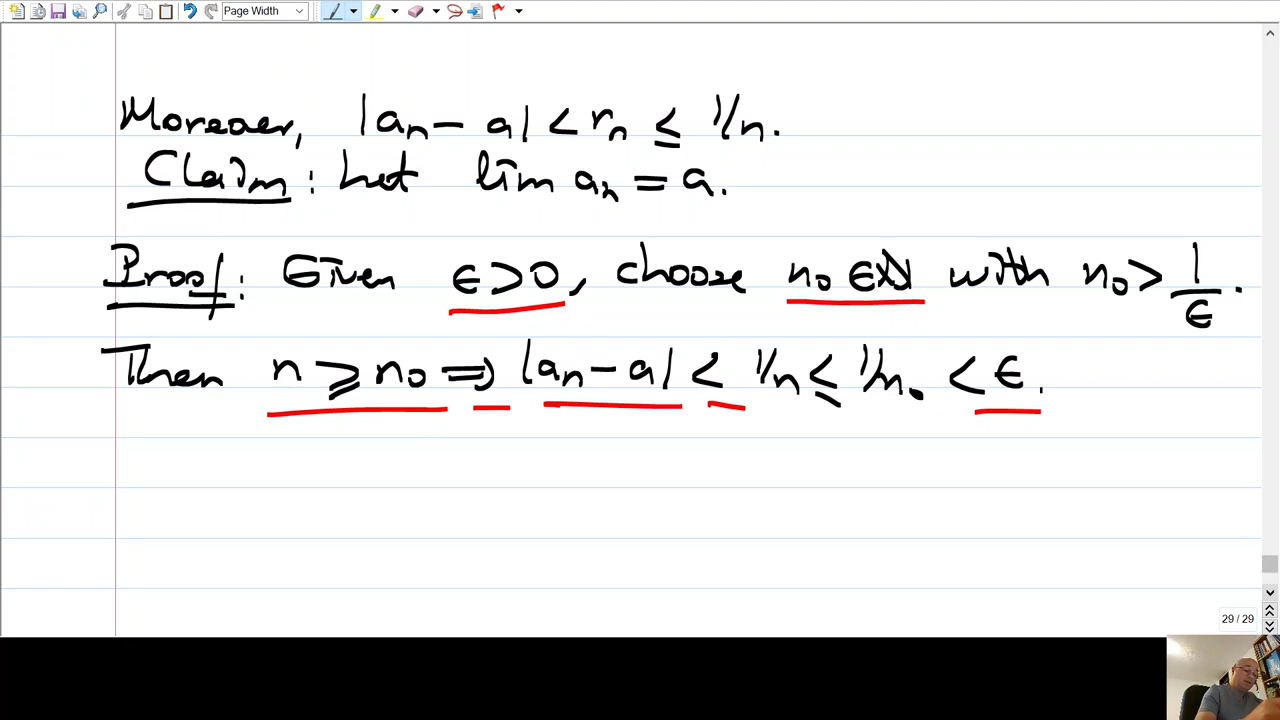 Page Width
Moreover, |aₙ − a| < rₙ ≤ 1/n.
Claim: Let lim aₙ = a.
Proof: Given ϵ > 0, choose n₀ ∈ ℕ with n₀ > 1/ϵ.
Then n ≥ n₀ ⇒ |aₙ − a| < 1/n ≤ 1/n₀ < ϵ.
29 / 29